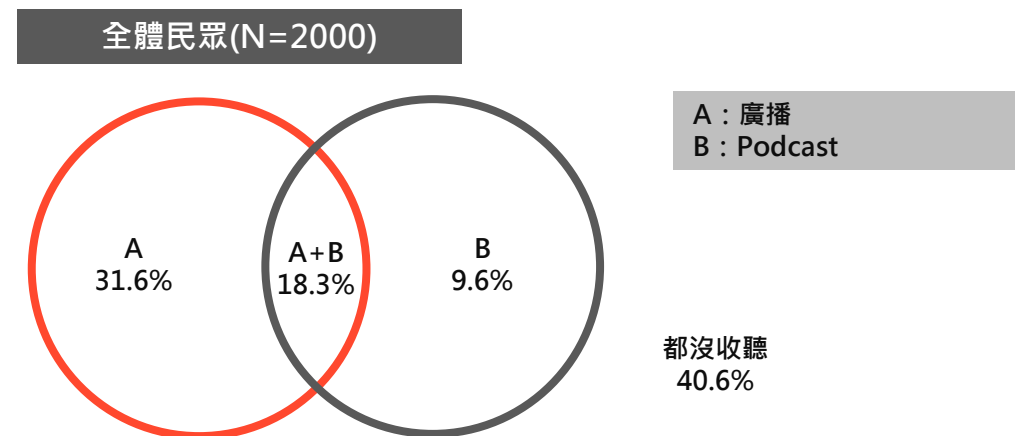 全體民眾(N=2000)
A：廣播
B：Podcast
A
31.6%
A+B
18.3%
B
9.6%
都沒收聽
40.6%